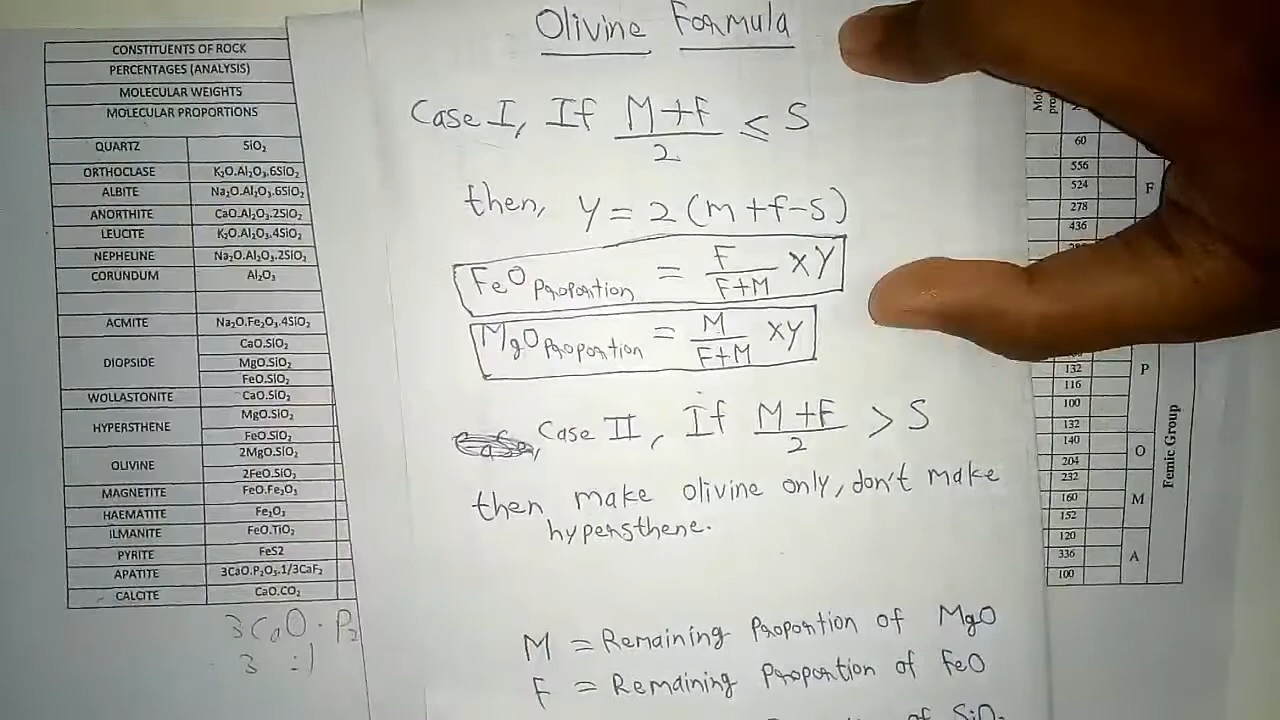 Olivine Formula
Case I, If M+F/2 ≤ S
then, Y = 2(M+F-S)
FeO Proportion = F/F+M × Y
MgO Proportion = M/F+M × Y
Case II, If M+F/2 > S
then make olivine only, don't make
hypersthene.
M = Remaining Proportion of MgO
F = Remaining Proportion of FeO
of SiO₂
CONSTITUENTS OF ROCK
PERCENTAGES (ANALYSIS)
MOLECULAR WEIGHTS
MOLECULAR PROPORTIONS
QUARTZ SiO₂
ORTHOCLASE K₂O.Al₂O₃.6SiO₂
ALBITE Na₂O.Al₂O₃.6SiO₂
ANORTHITE CaO.Al₂O₃.2SiO₂
LEUCITE K₂O.Al₂O₃.4SiO₂
NEPHELINE Na₂O.Al₂O₃.2SiO₂
CORUNDUM Al₂O₃
ACMITE Na₂O.Fe₂O₃.4SiO₂
DIOPSIDE CaO.SiO₂
MgO.SiO₂
FeO.SiO₂
WOLLASTONITE CaO.SiO₂
HYPERSTHENE MgO.SiO₂
FeO.SiO₂
OLIVINE 2MgO.SiO₂
2FeO.SiO₂
MAGNETITE FeO.Fe₂O₃
HAEMATITE Fe₂O₃
ILMANITE FeO.TiO₂
PYRITE FeS2
APATITE 3CaO.P₂O₅.1/3CaF₂
CALCITE CaO.CO₂
3CaO.P₂
3 :1
60
556
524
278
436
F
132
116
100
132
P
140
204
O
232
160
152
M
120
336
100
A
Femic Group